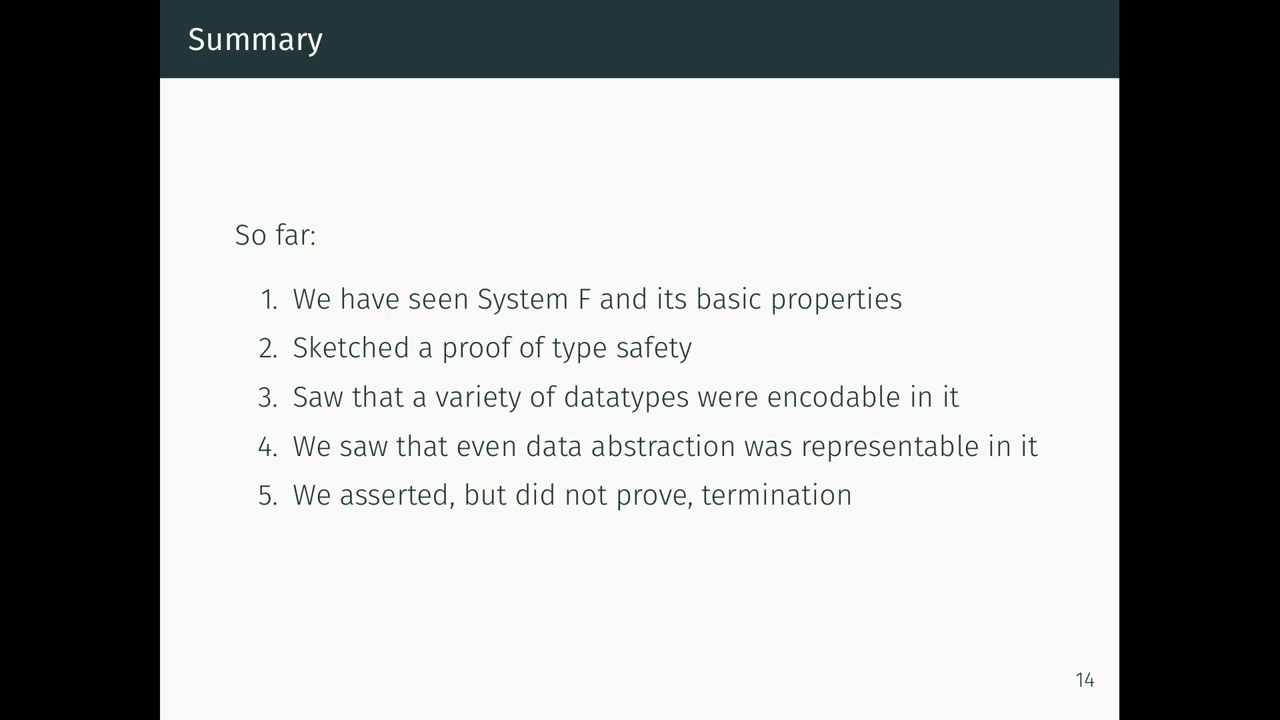 Summary
So far:
1. We have seen System F and its basic properties
2. Sketched a proof of type safety
3. Saw that a variety of datatypes were encodable in it
4. We saw that even data abstraction was representable in it
5. We asserted, but did not prove, termination
14